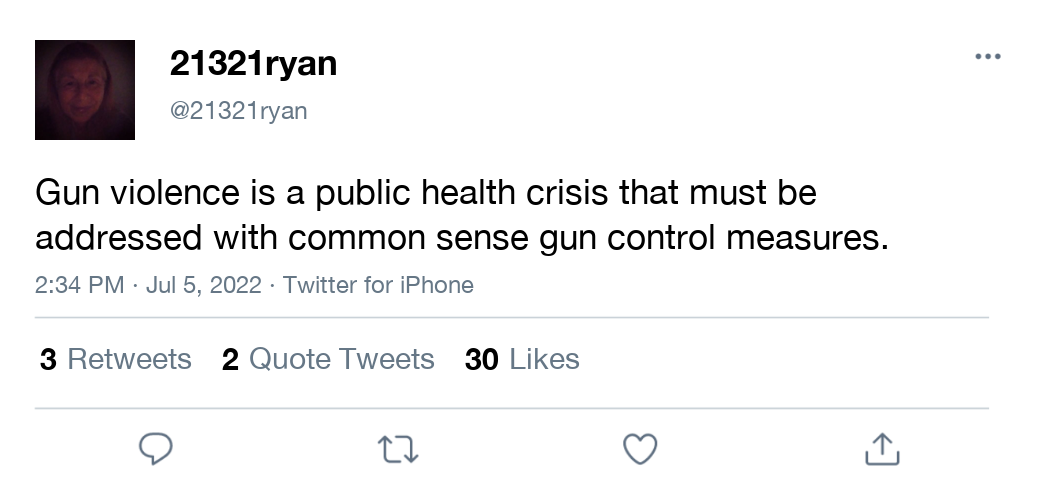 21321ryan
@21321ryan
Gun violence is a public health crisis that must be
addressed with common sense gun control measures.
2:34 PM · Jul 5, 2022 · Twitter for iPhone
3 Retweets 2 Quote Tweets 30 Likes